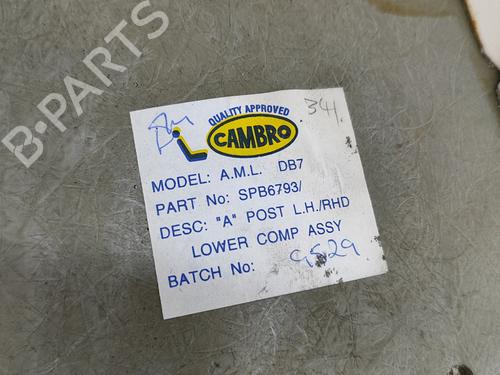 B-PARTS
QUALITY APPROVED
CAMBRO
341.
MODEL: A.M.L. DB7
PART No: SPB6793/
DESC: "A" POST L.H./RHD
LOWER COMP ASSY
BATCH No: 9529